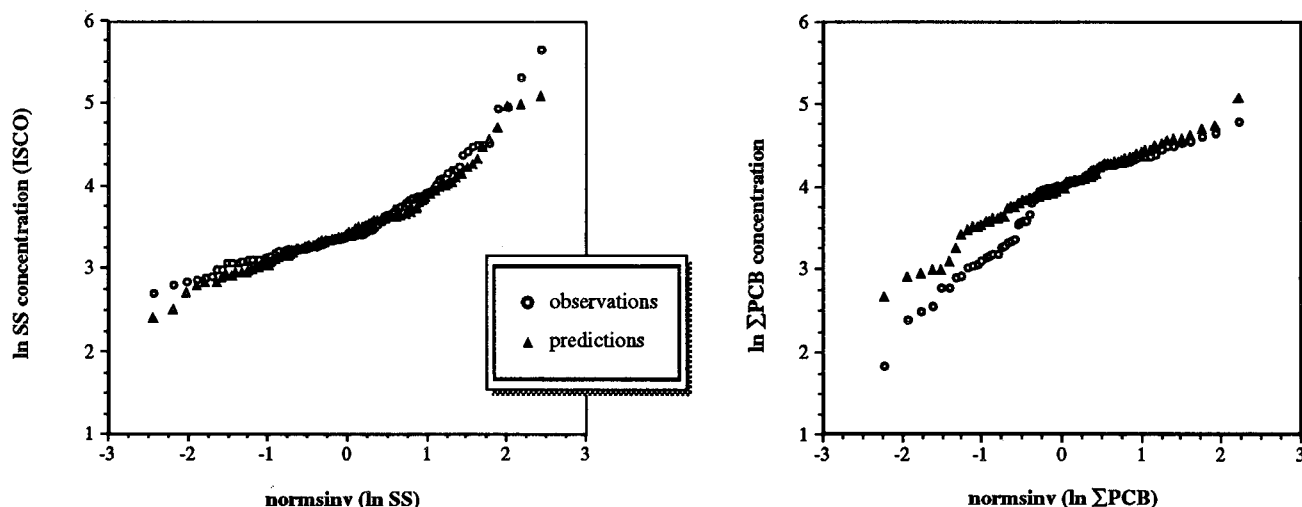 6
5
4
3
2
1
-3 -2 -1 0 1 2 3
ln SS concentration (ISCO)
normsinv (ln SS)
observations
predictions
6
5
4
3
2
1
-3 -2 -1 0 1 2 3
ln ∑PCB concentration
normsinv (ln ∑PCB)